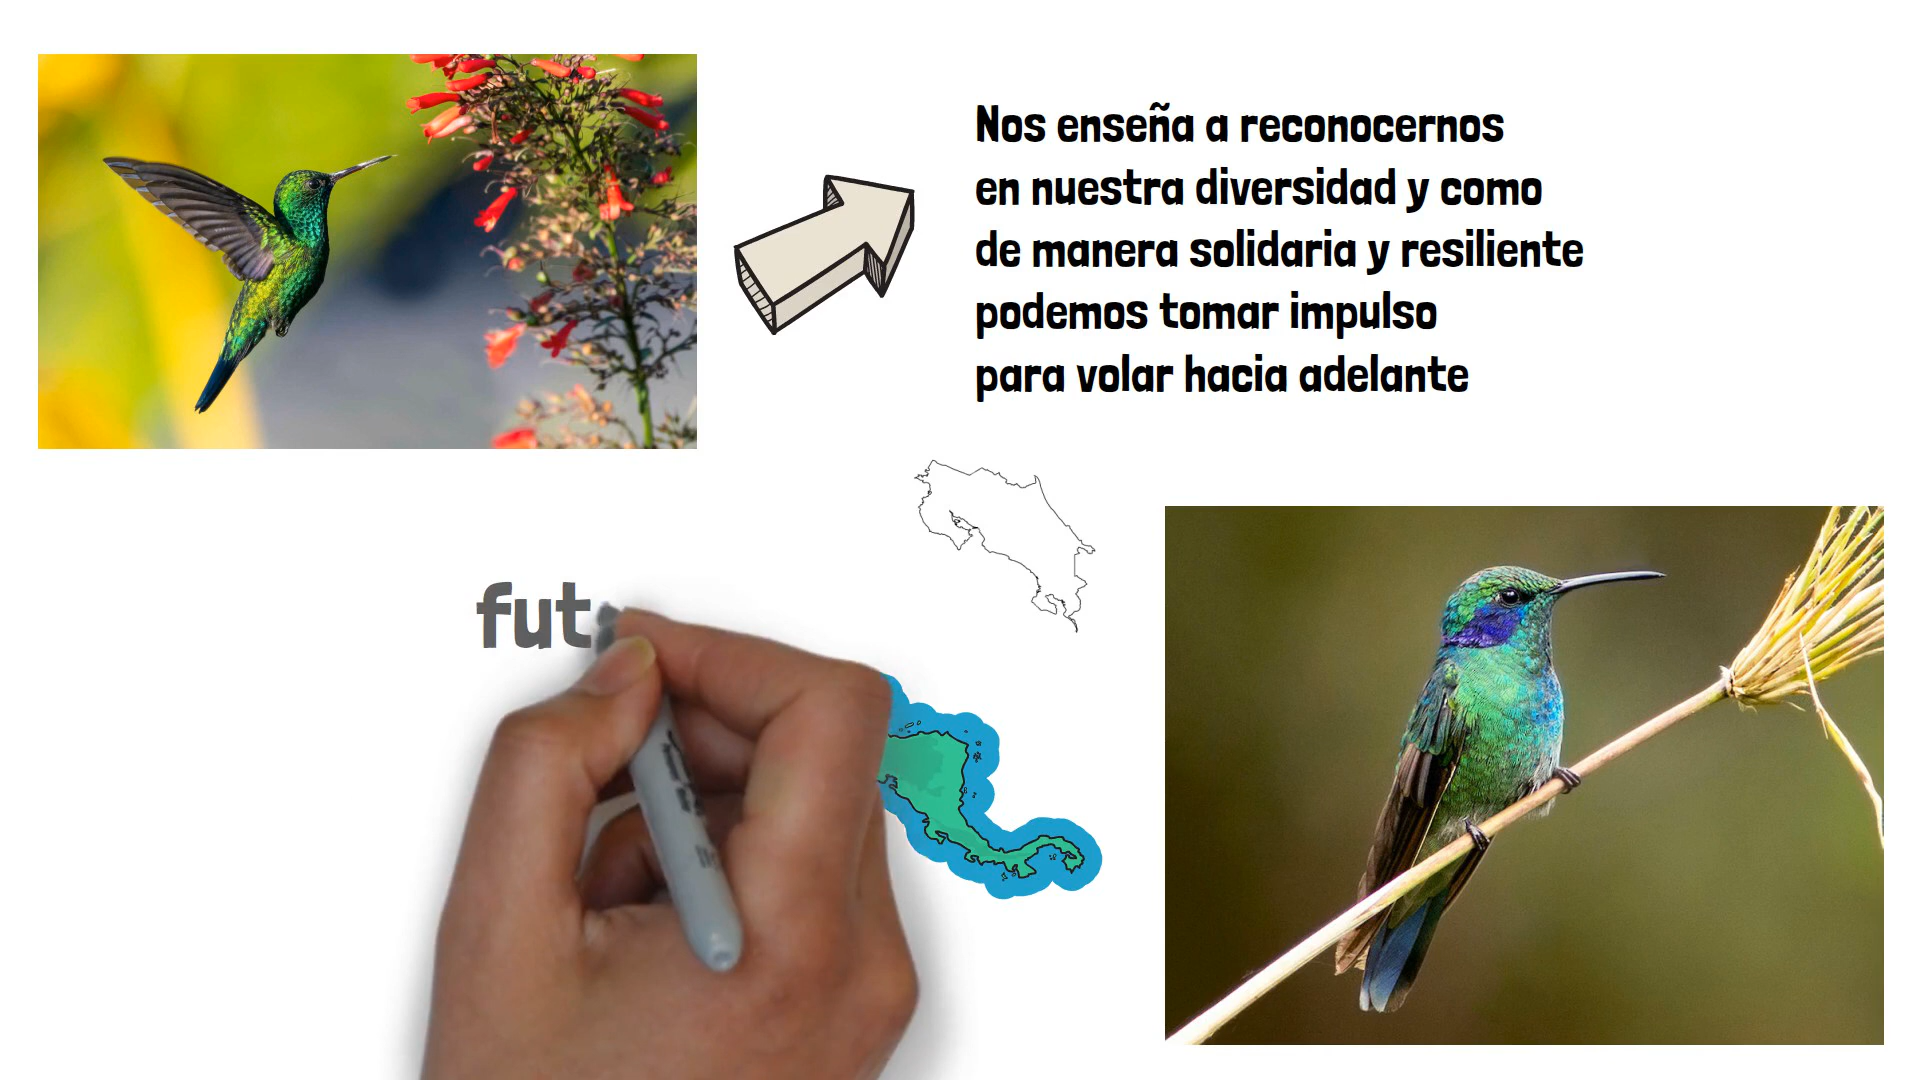 Nos enseña a reconocernos
en nuestra diversidad y como
de manera solidaria y resiliente
podemos tomar impulso
para volar hacia adelante
fut